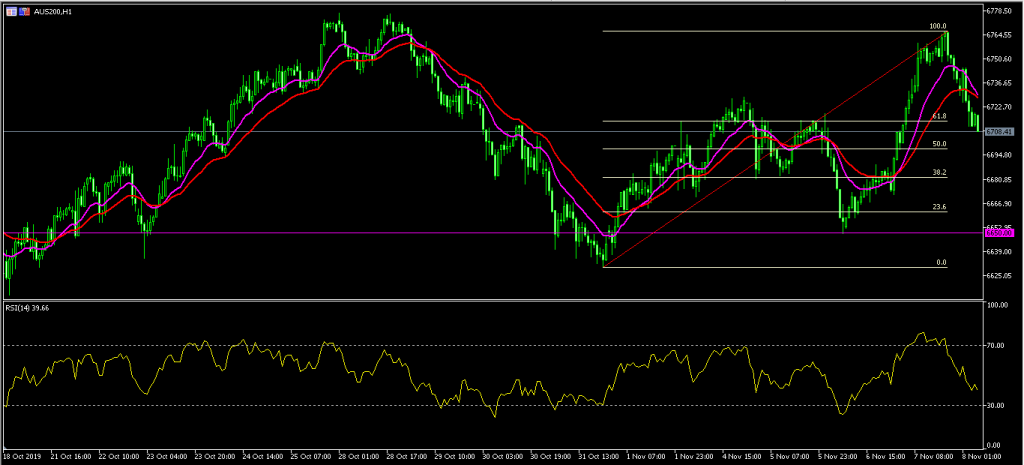 AUS200,H1
6778.50
6764.55
6750.60
6736.65
6722.70
6708.41
6694.80
6680.85
6666.90
6652.95
6650.00
6639.00
6625.05
100.0
61.8
50.0
38.2
23.6
0.0
RSI(14) 39.66
100.00
70.00
30.00
0.00
18 Oct 2019
21 Oct 16:00
22 Oct 10:00
23 Oct 04:00
23 Oct 20:00
24 Oct 14:00
25 Oct 07:00
28 Oct 01:00
28 Oct 17:00
29 Oct 10:00
30 Oct 03:00
30 Oct 19:00
31 Oct 13:00
1 Nov 07:00
1 Nov 23:00
4 Nov 15:00
5 Nov 07:00
5 Nov 23:00
6 Nov 15:00
7 Nov 08:00
8 Nov 01:00